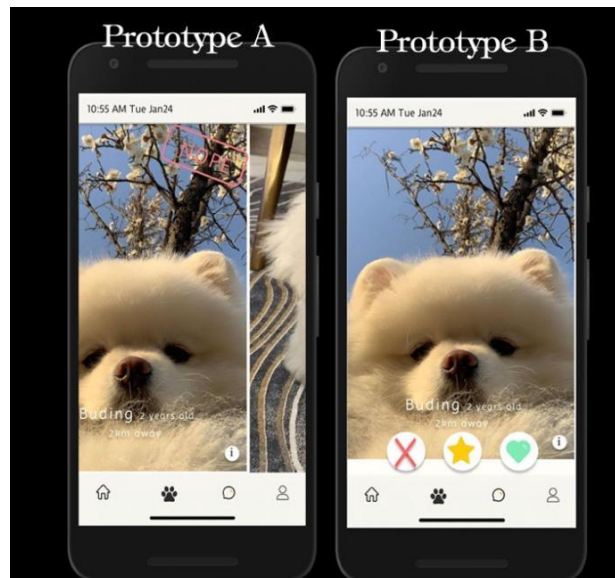 Prototype A
10:55 AM Tue Jan24
NOPE
Buding 2 years old
2km away
i
Prototype B
10:55 AM Tue Jan24
Buding 2 years old
2km away
i